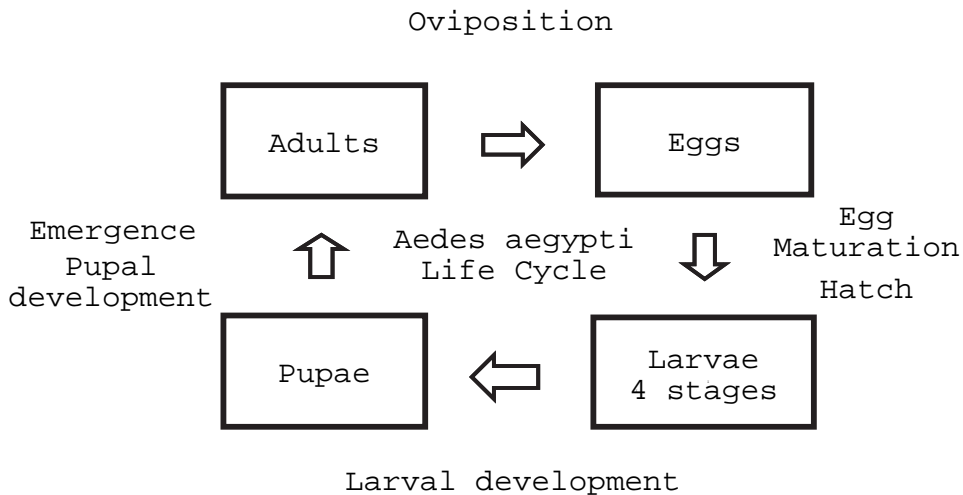 Oviposition
Adults
Eggs
Emergence
Pupal
development
Aedes aegypti
Life Cycle
Egg
Maturation
Hatch
Pupae
Larvae
4 stages
Larval development